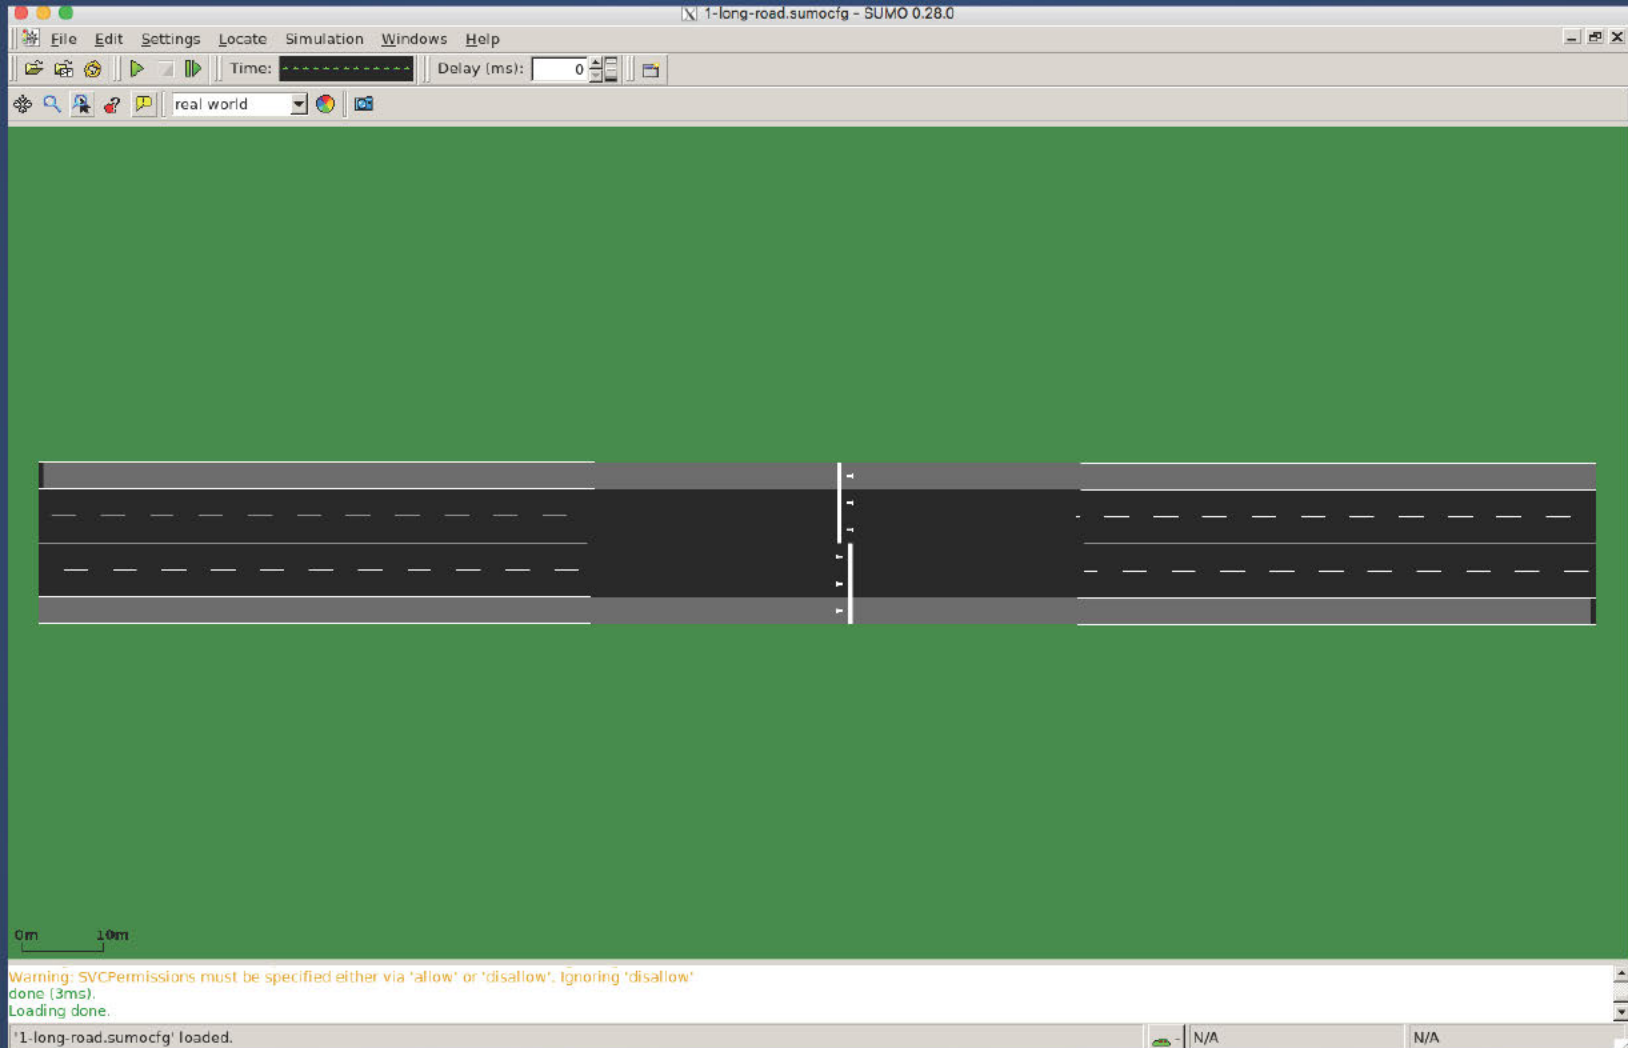 1-long-road.sumocfg - SUMO 0.28.0
File Edit Settings Locate Simulation Windows Help
Time: Delay (ms): 0
real world
0m 10m
Warning: SVCPermissions must be specified either via 'allow' or 'disallow'. Ignoring 'disallow'
done (3ms).
Loading done.
'1-long-road.sumocfg' loaded. N/A N/A